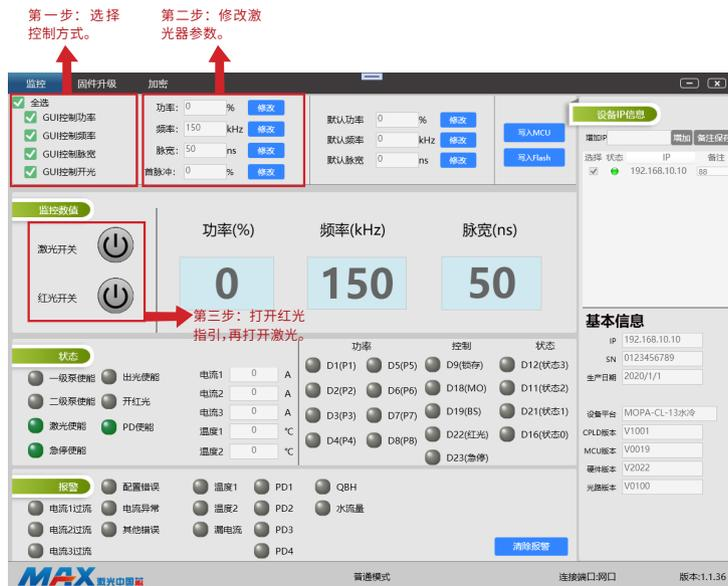 第一步：选择
控制方式。
第二步：修改激
光器参数。
监控 固件升级 加密
全选
GUI控制功率
GUI控制频率
GUI控制脉宽
GUI控制开光
功率： 0 % 修改
频率： 150 kHz 修改
脉宽： 50 ns 修改
首脉冲： 0 % 修改
默认功率 0 % 修改
默认频率 0 kHz 修改
默认脉宽 0 ns 修改
写入MCU
写入Flash
设备IP信息
增加IP 增加 备注保存
选择 状态 IP 备注
192.168.10.10 88
监控数值
激光开关
红光开关
功率(%) 频率(kHz) 脉宽(ns)
0 150 50
第三步：打开红光
指引,再打开激光。
基本信息
IP 192.168.10.10
SN 0123456789
生产日期 2020/1/1
设备平台 MOPA-CL-13水冷
CPLD版本 V1001
MCU版本 V0019
硬件版本 V2022
光路版本 V0100
状态
一级泵使能 出光使能
二级泵使能 开红光
激光使能 PD使能
急停使能
电流1 0 A
电流2 0 A
电流3 0 A
温度1 0 ℃
温度2 0 ℃
功率 控制 状态
D1(P1) D5(P5) D9(锁存) D12(状态3)
D2(P2) D6(P6) D18(MO) D11(状态2)
D3(P3) D7(P7) D19(BS) D21(状态1)
D4(P4) D8(P8) D22(红光) D16(状态0)
D23(急停)
报警 配置错误 温度1 PD1 QBH
电流1过流 电流异常 温度2 PD2 水流量
电流2过流 其他错误 漏电流 PD3
电流3过流 PD4
清除报警
MAX 激光中国芯
普通模式
连接端口:网口
版本:1.1.36